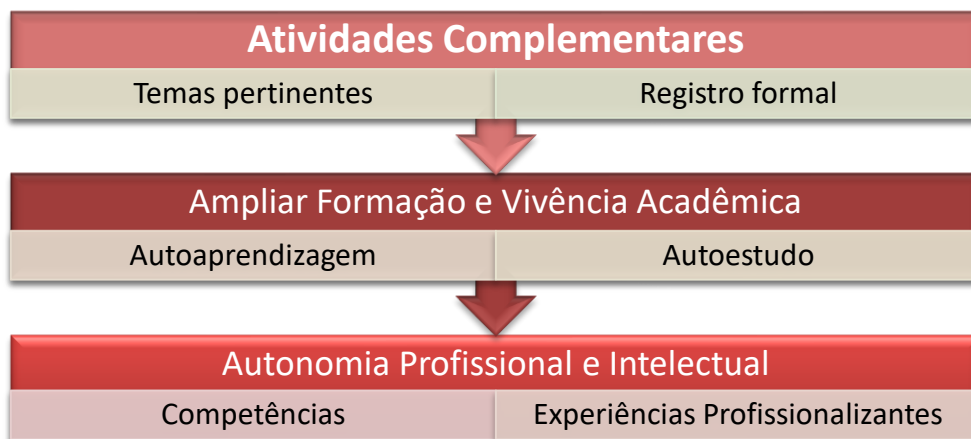 Atividades Complementares
Temas pertinentes
Registro formal
Ampliar Formação e Vivência Acadêmica
Autoaprendizagem
Autoestudo
Autonomia Profissional e Intelectual
Competências
Experiências Profissionalizantes